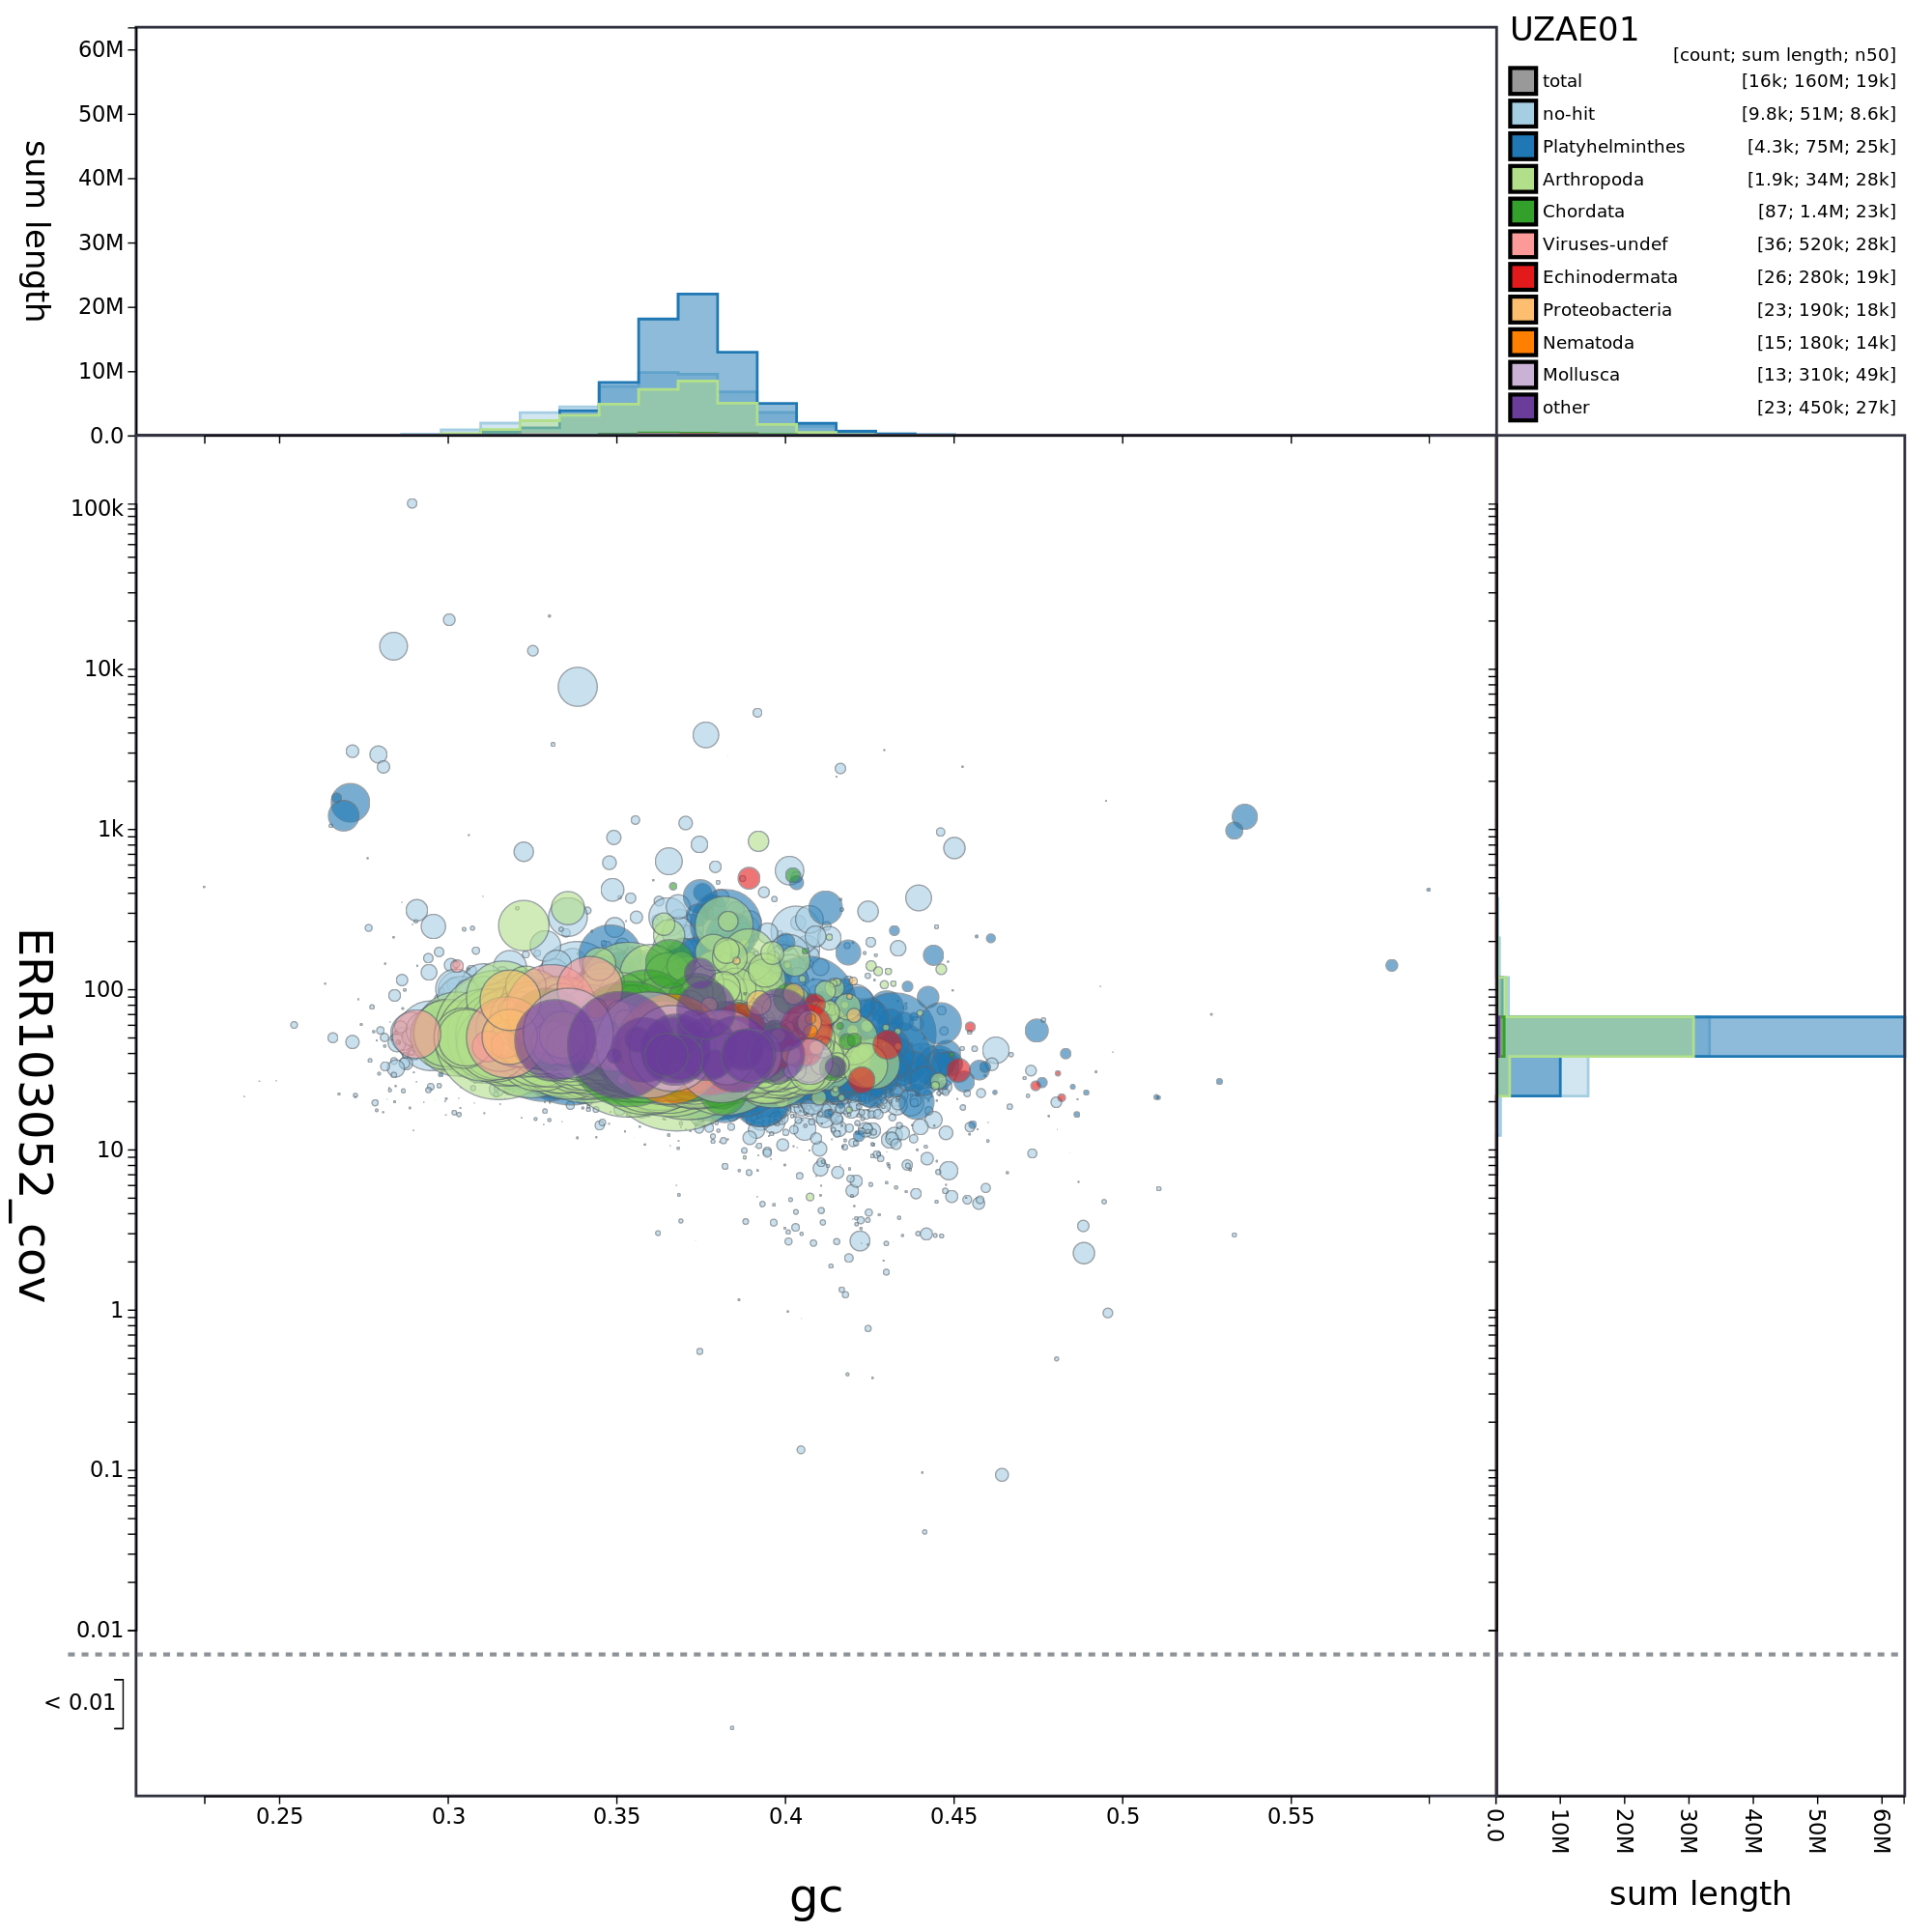 UZAE01
[count; sum length; n50]
total [16k; 160M; 19k]
no-hit [9.8k; 51M; 8.6k]
Platyhelminthes [4.3k; 75M; 25k]
Arthropoda [1.9k; 34M; 28k]
Chordata [87; 1.4M; 23k]
Viruses-undef [36; 520k; 28k]
Echinodermata [26; 280k; 19k]
Proteobacteria [23; 190k; 18k]
Nematoda [15; 180k; 14k]
Mollusca [13; 310k; 49k]
other [23; 450k; 27k]
sum length
60M
50M
40M
30M
20M
10M
0.0
ERR103052_cov
100k
10k
1k
100
10
1
0.1
0.01
< 0.01
0.25 0.3 0.35 0.4 0.45 0.5 0.55
gc
0.0 10M 20M 30M 40M 50M 60M
sum length